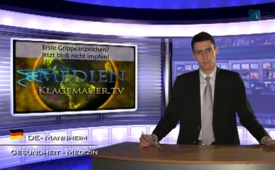 Erste Grippeanzeichen?
Jetzt bloß nicht impfen!
MEDIEN
KLAGEMAUER.TV
DE- MANNHEIM
GESUNDHEIT - MEDIZIN